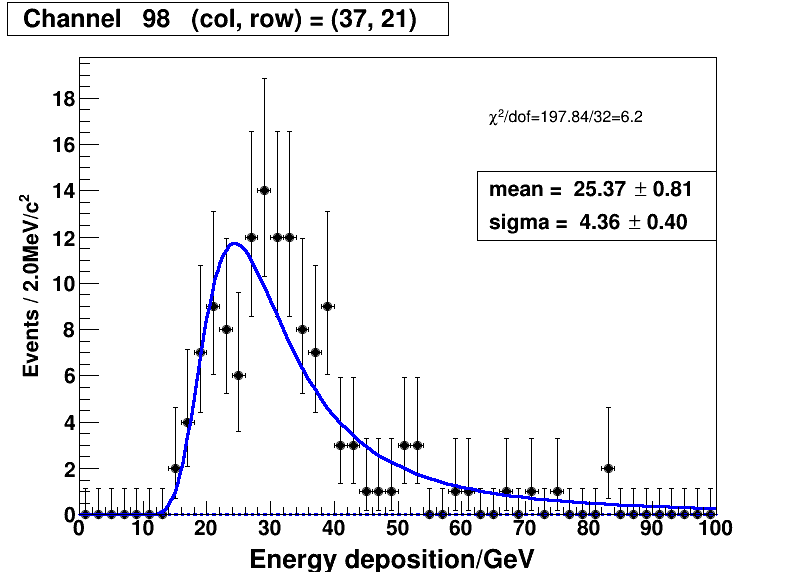 Channel 98 (col, row) = (37, 21)
χ²/dof=197.84/32=6.2
mean = 25.37 ± 0.81
sigma = 4.36 ± 0.40
Events / 2.0MeV/c²
18
16
14
12
10
8
6
4
2
0
0 10 20 30 40 50 60 70 80 90 100
Energy deposition/GeV